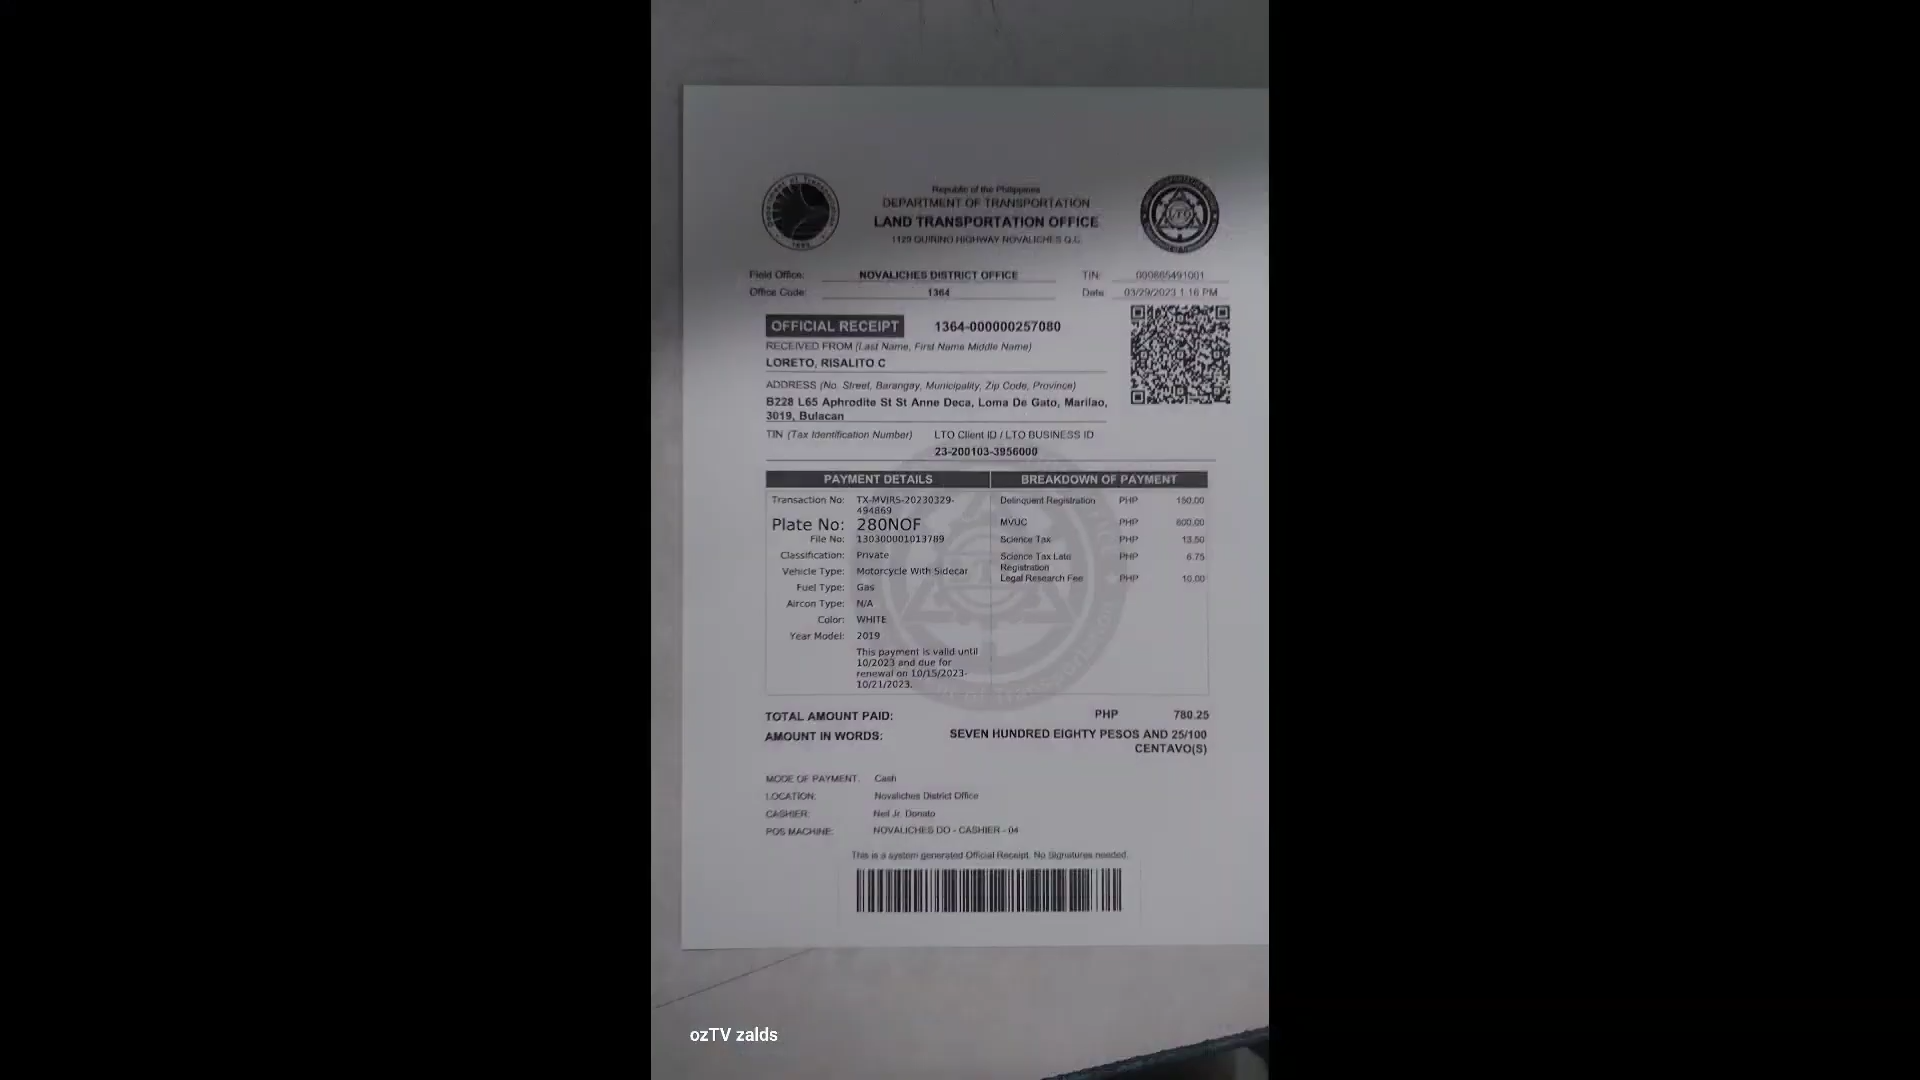 Republic of the Philippines
DEPARTMENT OF TRANSPORTATION
LAND TRANSPORTATION OFFICE
1129 QUIRINO HIGHWAY NOVALICHES Q.C.
Field Office: NOVALICHES DISTRICT OFFICE TIN: 000865491001
Office Code: 1364 Date: 03/29/2023 1:16 PM
OFFICIAL RECEIPT 1364-000000257080
RECEIVED FROM (Last Name, First Name Middle Name)
LORETO, RISALITO C
ADDRESS (No. Street, Barangay, Municipality, Zip Code, Province)
B228 L65 Aphrodite St St Anne Deca, Loma De Gato, Marilao,
3019, Bulacan
TIN (Tax Identification Number) LTO Client ID / LTO BUSINESS ID
23-200103-3956000
PAYMENT DETAILS BREAKDOWN OF PAYMENT
Transaction No: TX-MVIRS-20230329-
494869
Plate No: 280NOF
File No: 130300001013789
Classification: Private
Vehicle Type: Motorcycle With Sidecar
Fuel Type: Gas
Aircon Type: N/A
Color: WHITE
Year Model: 2019
This payment is valid until
10/2023 and due for
renewal on 10/15/2023-
10/21/2023.
Delinquent Registration PHP 150.00
MVUC PHP 600.00
Science Tax PHP 13.50
Science Tax Late PHP 6.75
Registration
Legal Research Fee PHP 10.00
TOTAL AMOUNT PAID: PHP 780.25
AMOUNT IN WORDS: SEVEN HUNDRED EIGHTY PESOS AND 25/100
CENTAVO(S)
MODE OF PAYMENT: Cash
LOCATION: Novaliches District Office
CASHIER: Neil Jr. Donato
POS MACHINE: NOVALICHES DO - CASHIER - 04
This is a system generated Official Receipt. No Signatures needed.
ozTV zalds